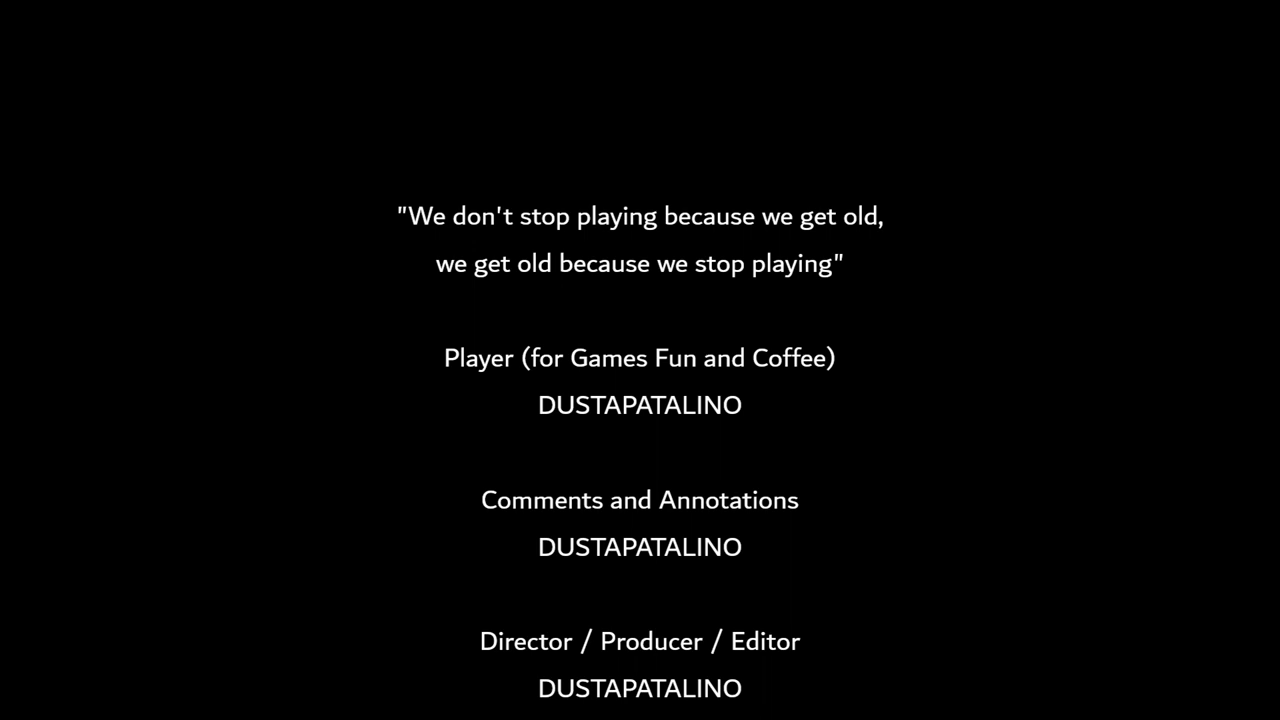 "We don't stop playing because we get old,
we get old because we stop playing"
Player (for Games Fun and Coffee)
DUSTAPATALINO
Comments and Annotations
DUSTAPATALINO
Director / Producer / Editor
DUSTAPATALINO